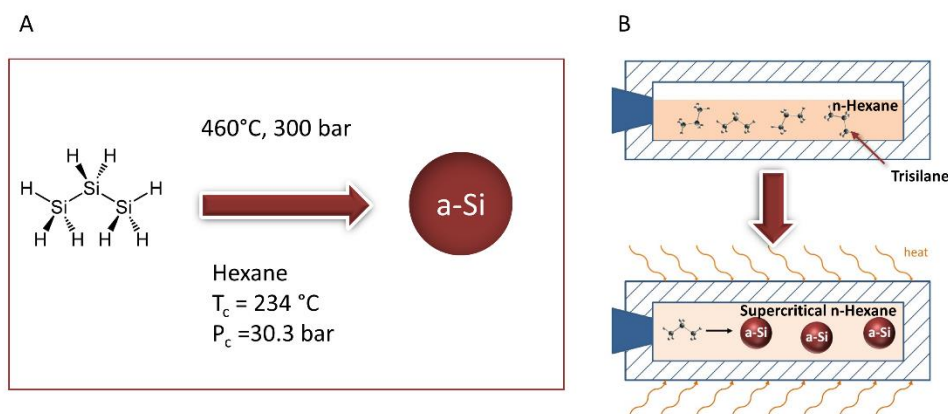 A
460°C, 300 bar
H H
H Si H
Si Si
H H H H
a-Si
Hexane
Tc = 234 °C
Pc =30.3 bar
B
n-Hexane
Trisilane
heat
Supercritical n-Hexane
a-Si a-Si a-Si